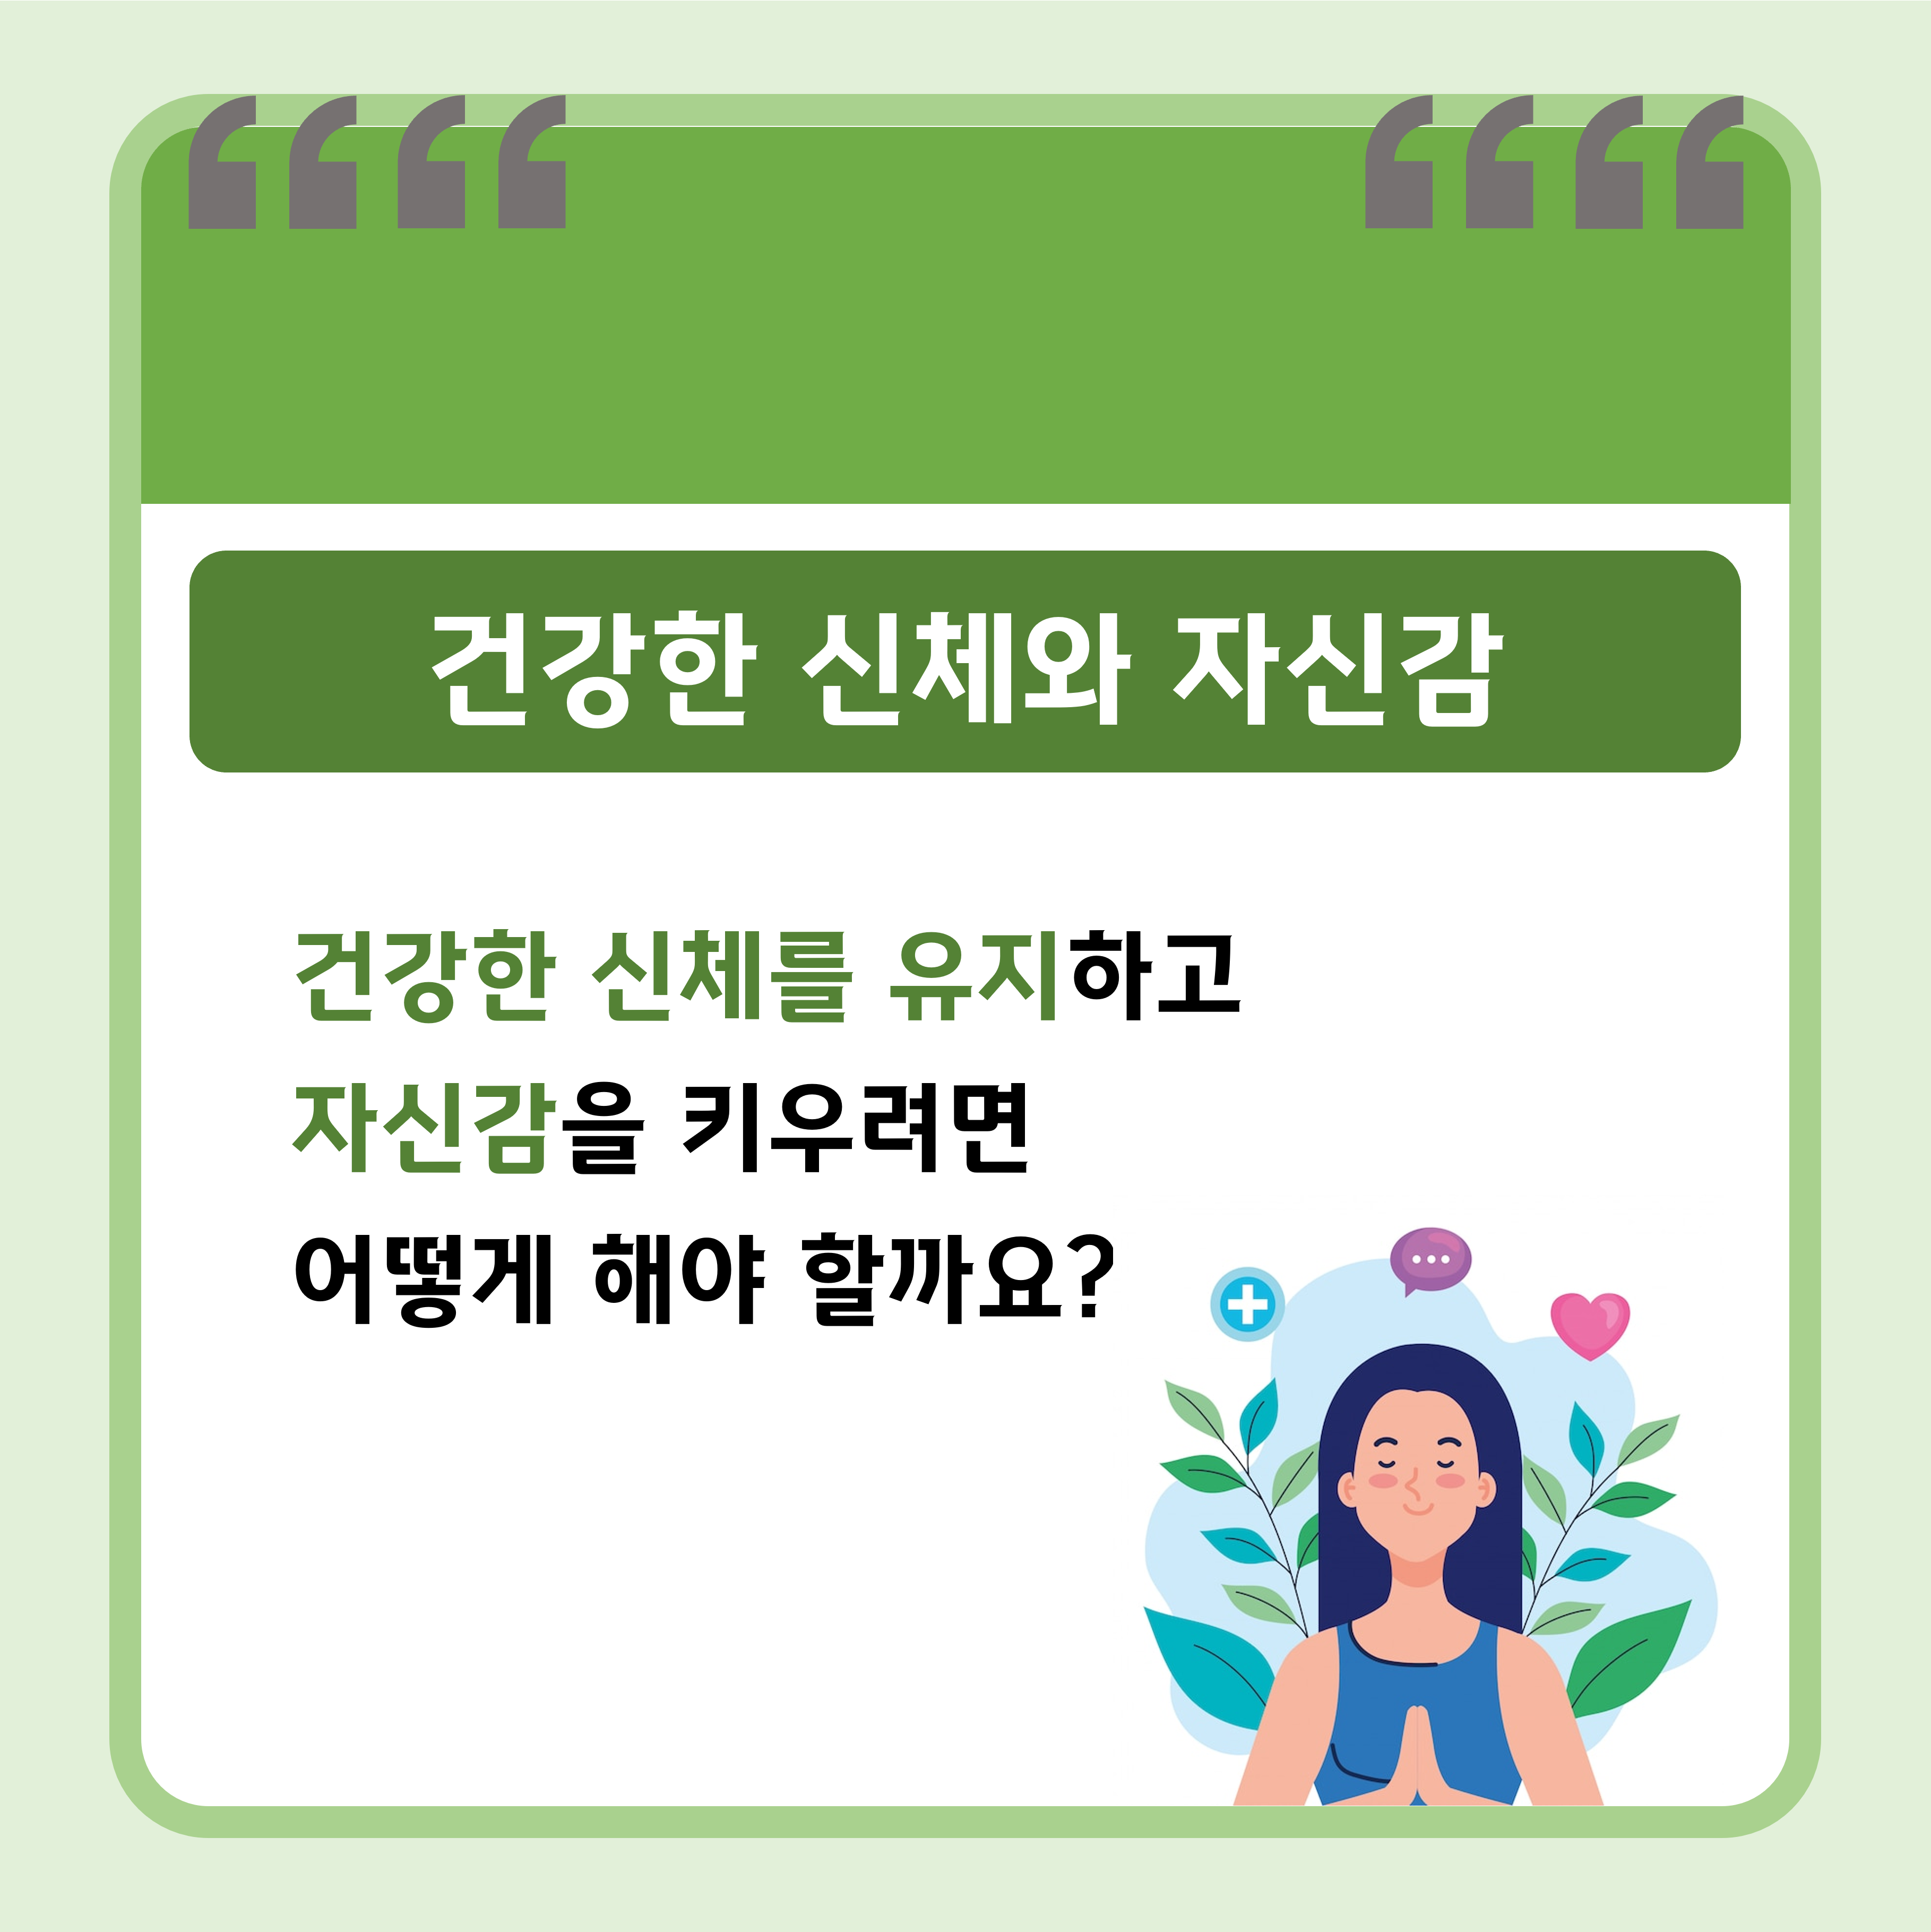 건강한 신체와 자신감
건강한 신체를 유지하고
자신감을 키우려면
어떻게 해야 할까요?